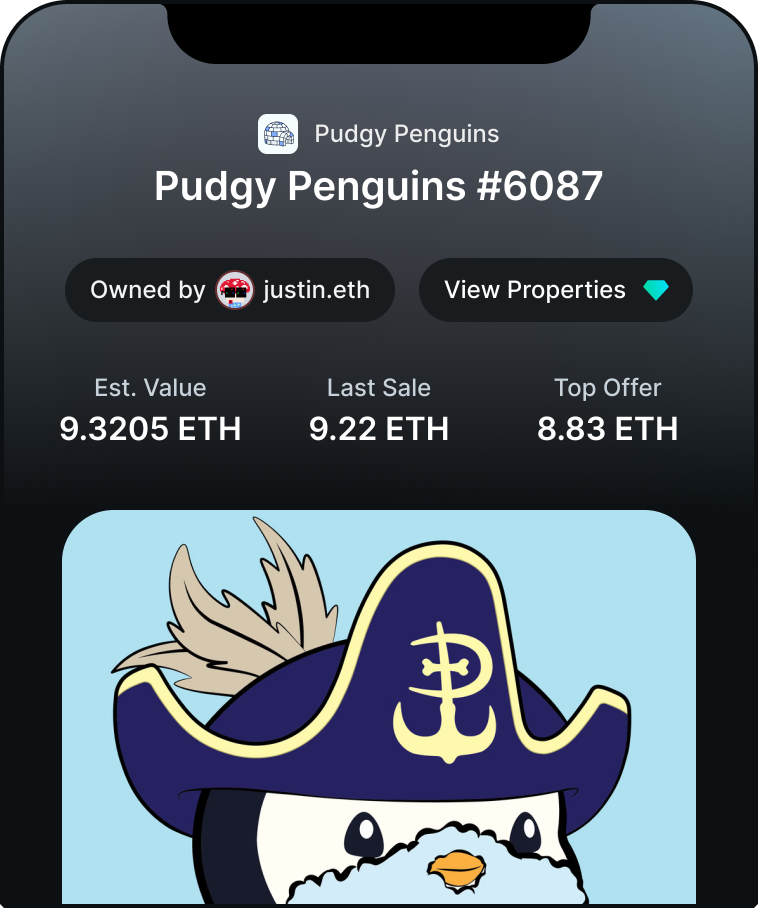 Pudgy Penguins
Pudgy Penguins #6087
Owned by justin.eth
View Properties
Est. Value
Last Sale
Top Offer
9.3205 ETH
9.22 ETH
8.83 ETH